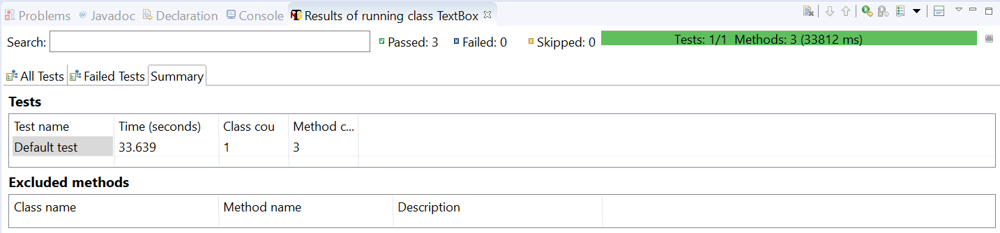 Problems @ Javadoc Declaration Console Results of running class TextBox
Search: Passed: 3 Failed: 0 Skipped: 0 Tests: 1/1 Methods: 3 (33812 ms)
All Tests Failed Tests Summary
Tests
Test name Time (seconds) Class cou Method c...
Default test 33.639 1 3
Excluded methods
Class name Method name Description